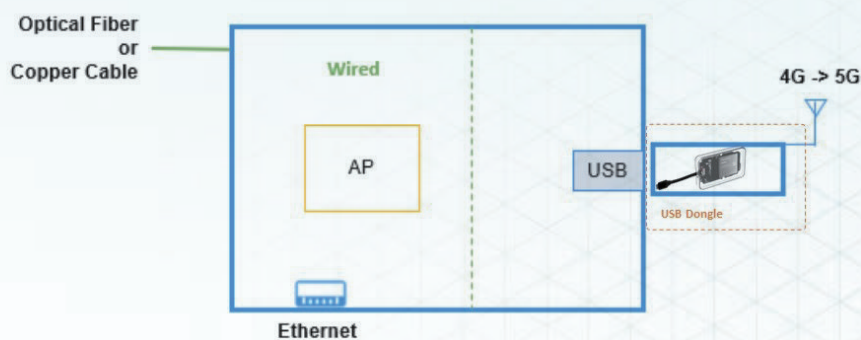 Optical Fiber
or
Copper Cable
Wired
4G -> 5G
AP
USB
USB Dongle
Ethernet